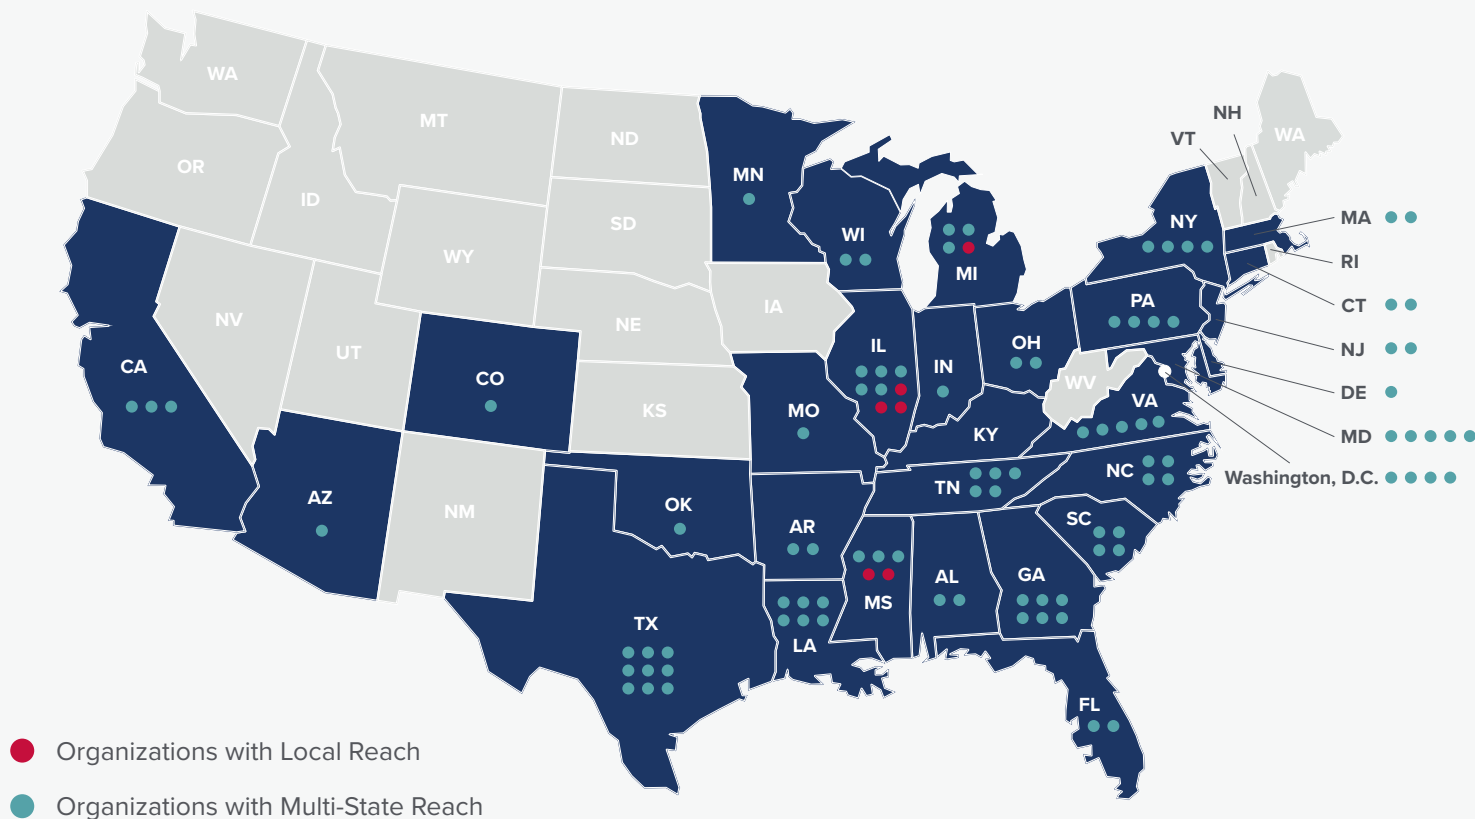 WA
NH
MT
VT
WA
ND
OR
MN
ID
SD
MA
NY
WI
WY
RI
MI
PA
CT
IA
NV
NE
OH
IL
NJ
UT
CA
IN
CO
WV
DE
VA
KS
MO
KY
MD
NC
Washington, D.C.
TN
AZ
OK
NM
SC
AR
GA
AL
MS
TX
LA
FL
Organizations with Local Reach
Organizations with Multi-State Reach